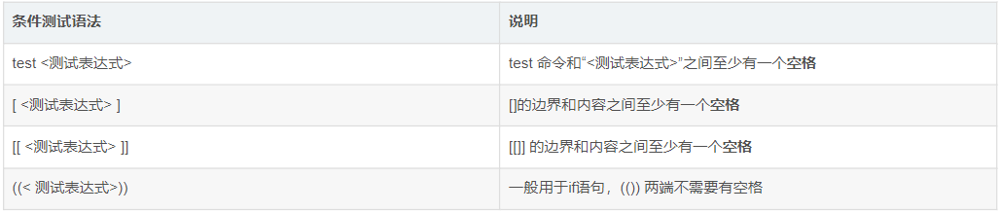 条件测试语法 说明
test <测试表达式> test 命令和“<测试表达式>”之间至少有一个空格
[ <测试表达式> ] []的边界和内容之间至少有一个空格
[[ <测试表达式> ]] [[]] 的边界和内容之间至少有一个空格
((< 测试表达式>)) 一般用于if语句，(()) 两端不需要有空格